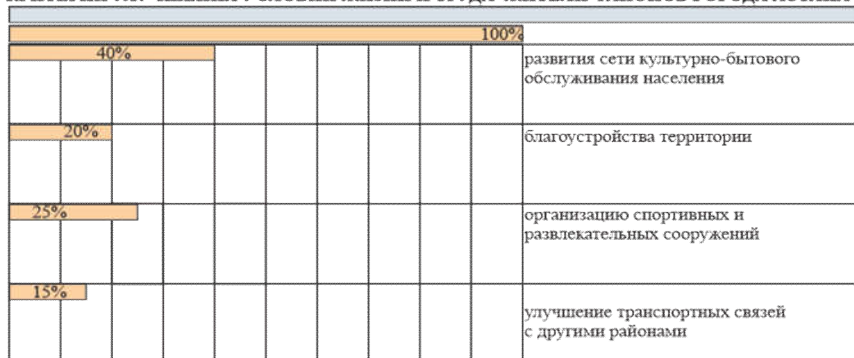 100%
40%
развития сети культурно-бытового
обслуживания населения
20%
благоустройства территории
25%
организацию спортивных и
развлекательных сооружений
15%
улучшение транспортных связей
с другими районами